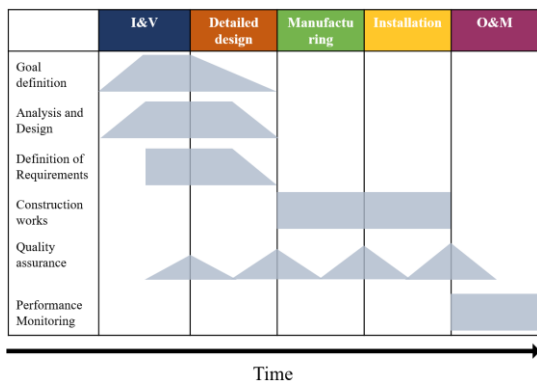 I&V
Detailed
design
Manufactu
ring
Installation
O&M
Goal
definition
Analysis and
Design
Definition of
Requirements
Construction
works
Quality
assurance
Performance
Monitoring
Time